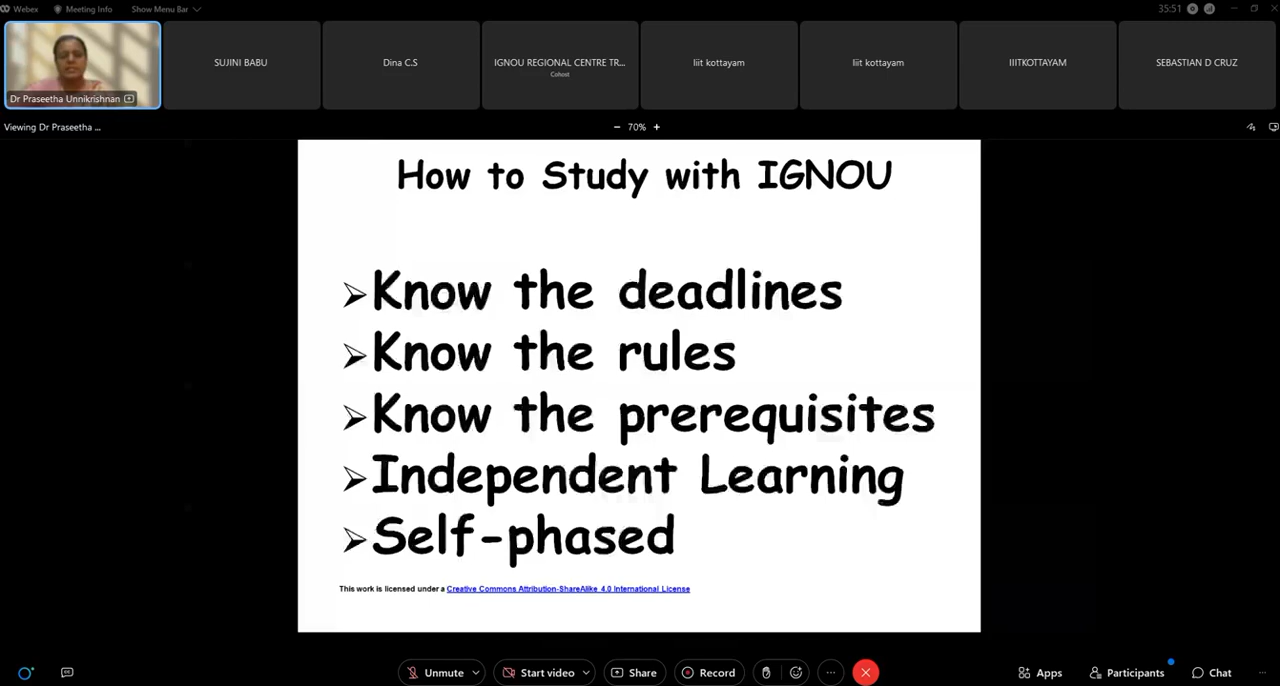 Webex
Meeting Info
Show Menu Bar
35:51
Dr Praseetha Unnikrishnan
SUJINI BABU
Dina C.S
IGNOU REGIONAL CENTRE TR...
Cohost
liit kottayam
liit kottayam
IIITKOTTAYAM
SEBASTIAN D CRUZ
Viewing Dr Praseetha ...
− 70% +
How to Study with IGNOU
➢Know the deadlines
➢Know the rules
➢Know the prerequisites
➢Independent Learning
➢Self-phased
This work is licensed under a Creative Commons Attribution-ShareAlike 4.0 International License
Unmute
Start video
Share
Record
Apps
Participants
Chat